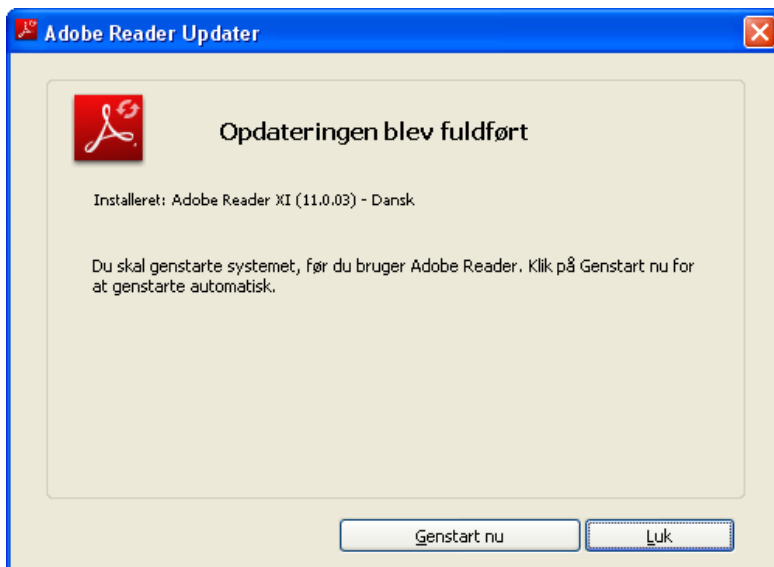 Adobe Reader Updater
Opdateringen blev fuldført
Installeret: Adobe Reader XI (11.0.03) - Dansk
Du skal genstarte systemet, før du bruger Adobe Reader. Klik på Genstart nu for
at genstarte automatisk.
Genstart nu
Luk